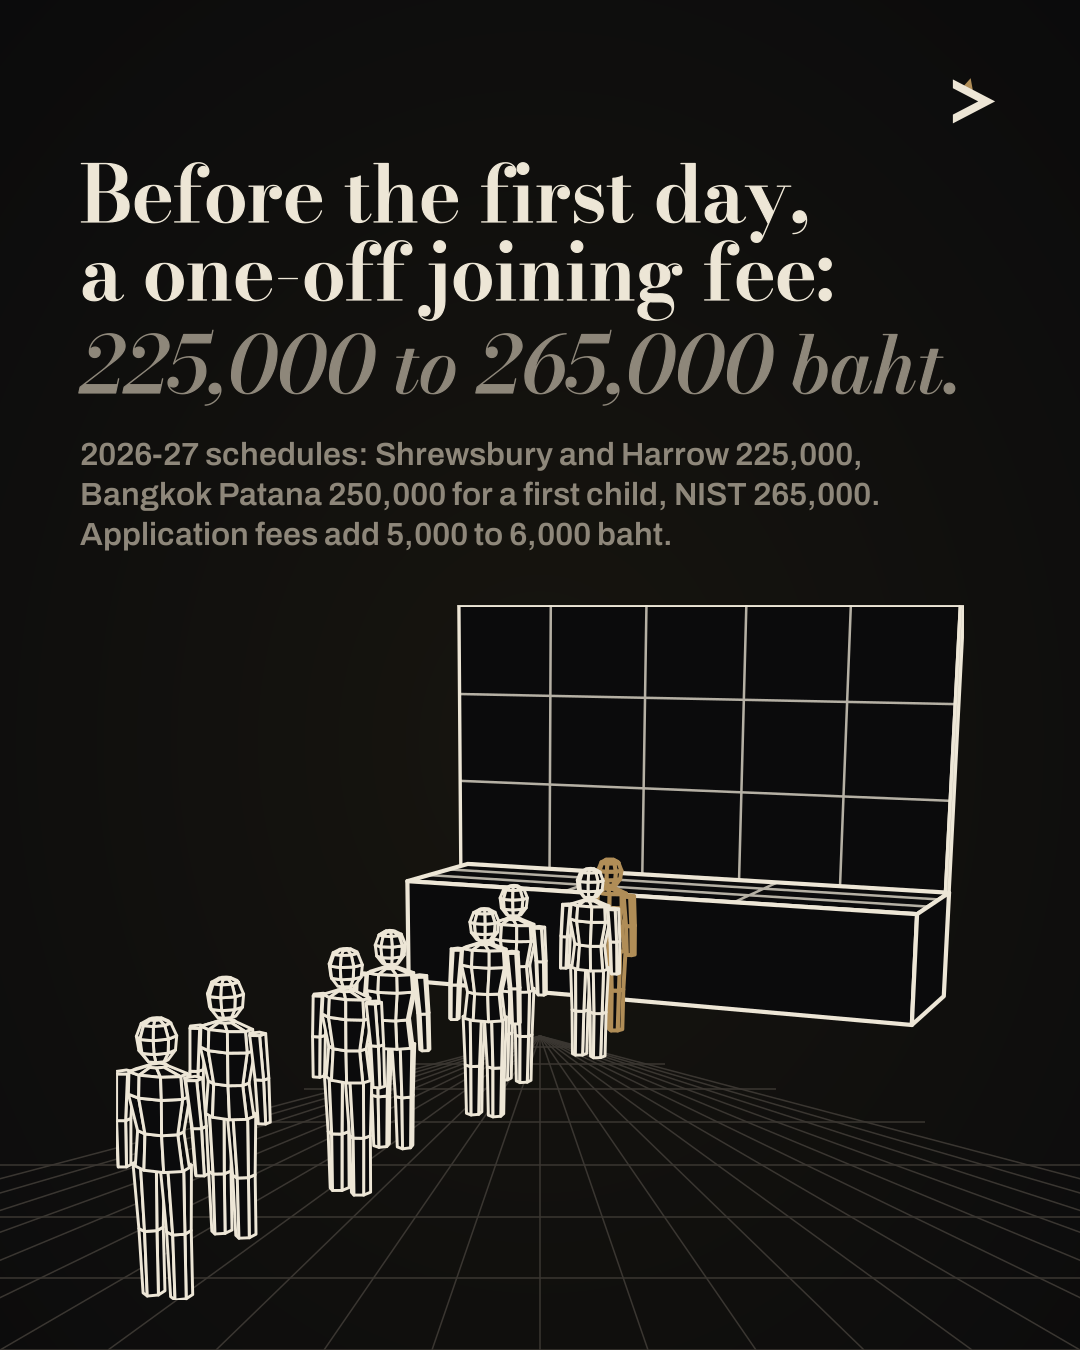 Before the first day,
a one-off joining fee:
225,000 to 265,000 baht.
2026-27 schedules: Shrewsbury and Harrow 225,000,
Bangkok Patana 250,000 for a first child, NIST 265,000.
Application fees add 5,000 to 6,000 baht.